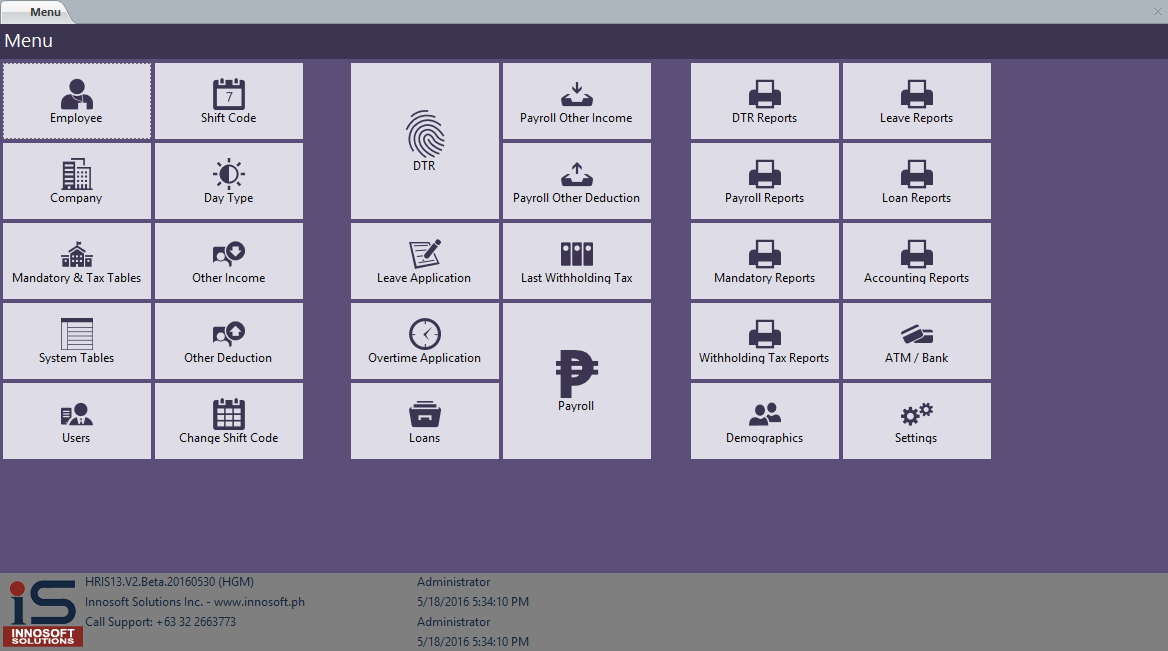 Menu
Menu
Employee
Shift Code
DTR
Payroll Other Income
DTR Reports
Leave Reports
Company
7
Day Type
Payroll Other Deduction
Payroll Reports
Loan Reports
Mandatory & Tax Tables
Other Income
Leave Application
Last Withholding Tax
Mandatory Reports
Accounting Reports
System Tables
Other Deduction
Overtime Application
Payroll
Withholding Tax Reports
ATM / Bank
Users
Change Shift Code
Loans
Demographics
Settings
iS
INNOSOFT
SOLUTIONS
HRIS13.V2.Beta.20160530 (HGM)
Innosoft Solutions Inc. - www.innosoft.ph
Call Support: +63 32 2663773
Administrator
5/18/2016 5:34:10 PM
Administrator
5/18/2016 5:34:10 PM